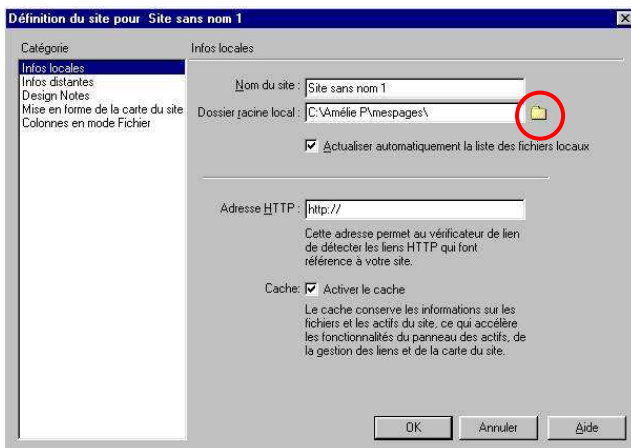 Définition du site pour Site sans nom 1
Catégorie
Infos locales
Infos distantes
Design Notes
Mise en forme de la carte du site
Colonnes en mode Fichier
Infos locales
Nom du site : Site sans nom 1
Dossier racine local : C:\Amélie P\mespages\
Actualiser automatiquement la liste des fichiers locaux
Adresse HTTP : http://
Cette adresse permet au vérificateur de lien
de détecter les liens HTTP qui font
référence à votre site.
Cache: Activer le cache
Le cache conserve les informations sur les
fichiers et les actifs du site, ce qui accélère
les fonctionnalités du panneau des actifs, de
la gestion des liens et de la carte du site.
OK Annuler Aide